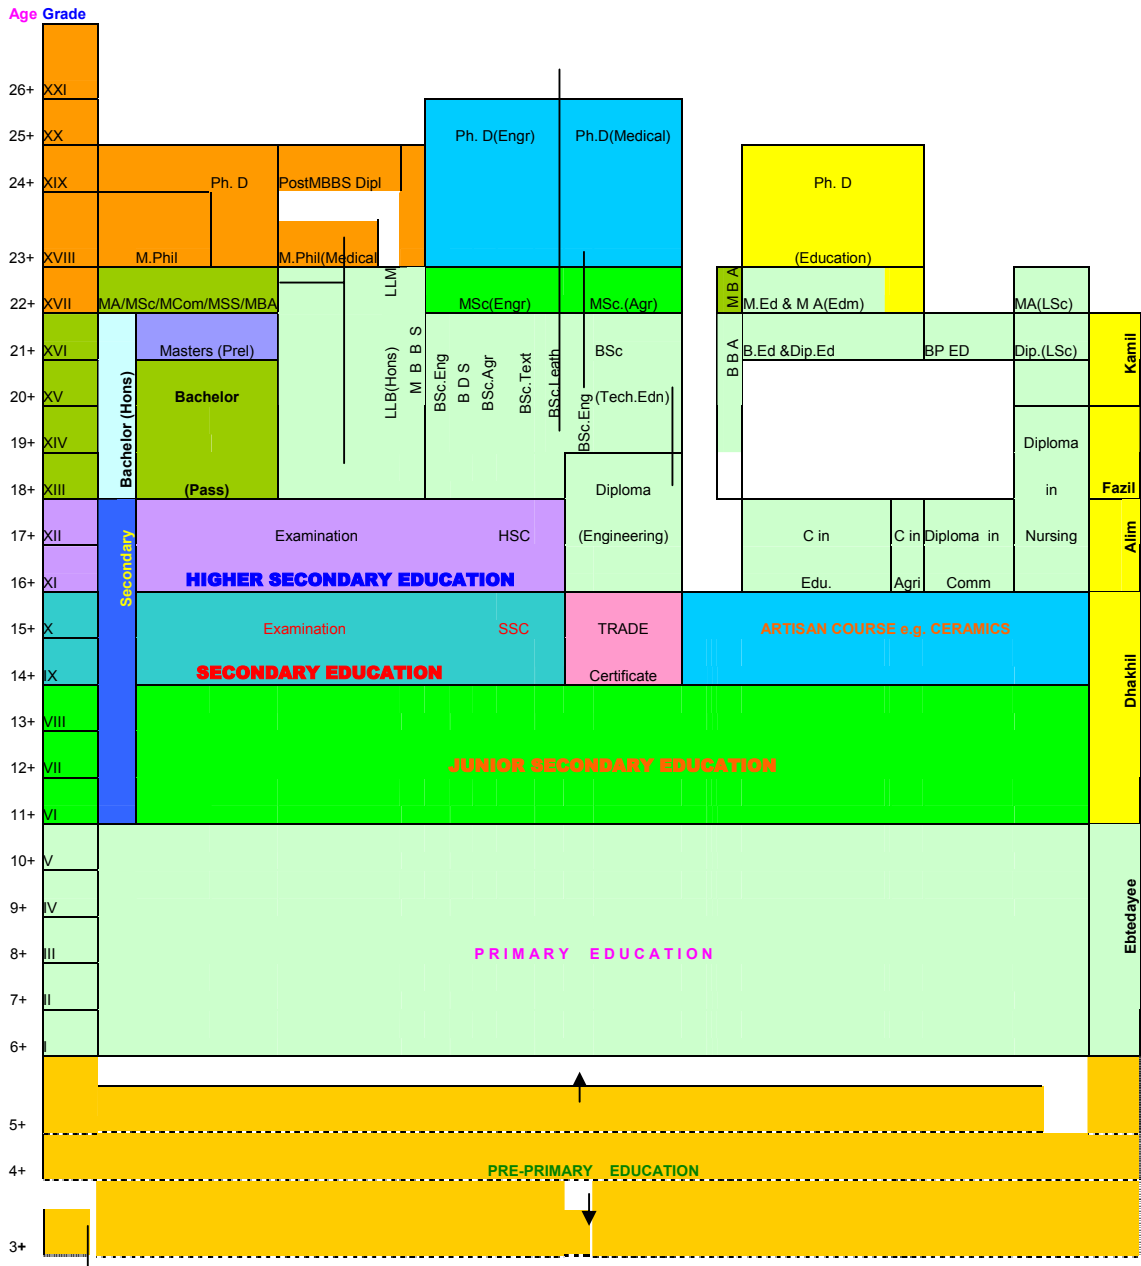 Age Grade
26+ XXI
25+ XX Ph. D(Engr) Ph.D(Medical)
24+ XIX Ph. D PostMBBS Dipl Ph. D
23+ XVIII M.Phil M.Phil(Medical (Education)
22+ XVII MA/MSc/MCom/MSS/MBA LLM MSc(Engr) MSc.(Agr) M B A M.Ed & M A(Edm) MA(LSc)
21+ XVI Masters (Prel) BSc B.Ed &Dip.Ed BP ED Dip.(LSc)
Bachelor (Hons)
LLB(Hons)
M B B S
BSc.Eng
B D S
BSc.Agr
BSc.Text
BSc.Leath
BSc.Eng
B B A
Kamil
20+ XV Bachelor (Tech.Edn)
19+ XIV Diploma
18+ XIII (Pass) Diploma in Fazil
17+ XII Examination HSC (Engineering) C in C in Diploma in Nursing
Secondary
Alim
16+ XI HIGHER SECONDARY EDUCATION Edu. Agri Comm
15+ X Examination SSC TRADE ARTISAN COURSE e.g. CERAMICS
14+ IX SECONDARY EDUCATION Certificate
Dhakhil
13+ VIII
12+ VII JUNIOR SECONDARY EDUCATION
11+ VI
10+ V
9+ IV
Ebtedayee
8+ III PRIMARY EDUCATION
7+ II
6+ I
5+
4+ PRE-PRIMARY EDUCATION
3+